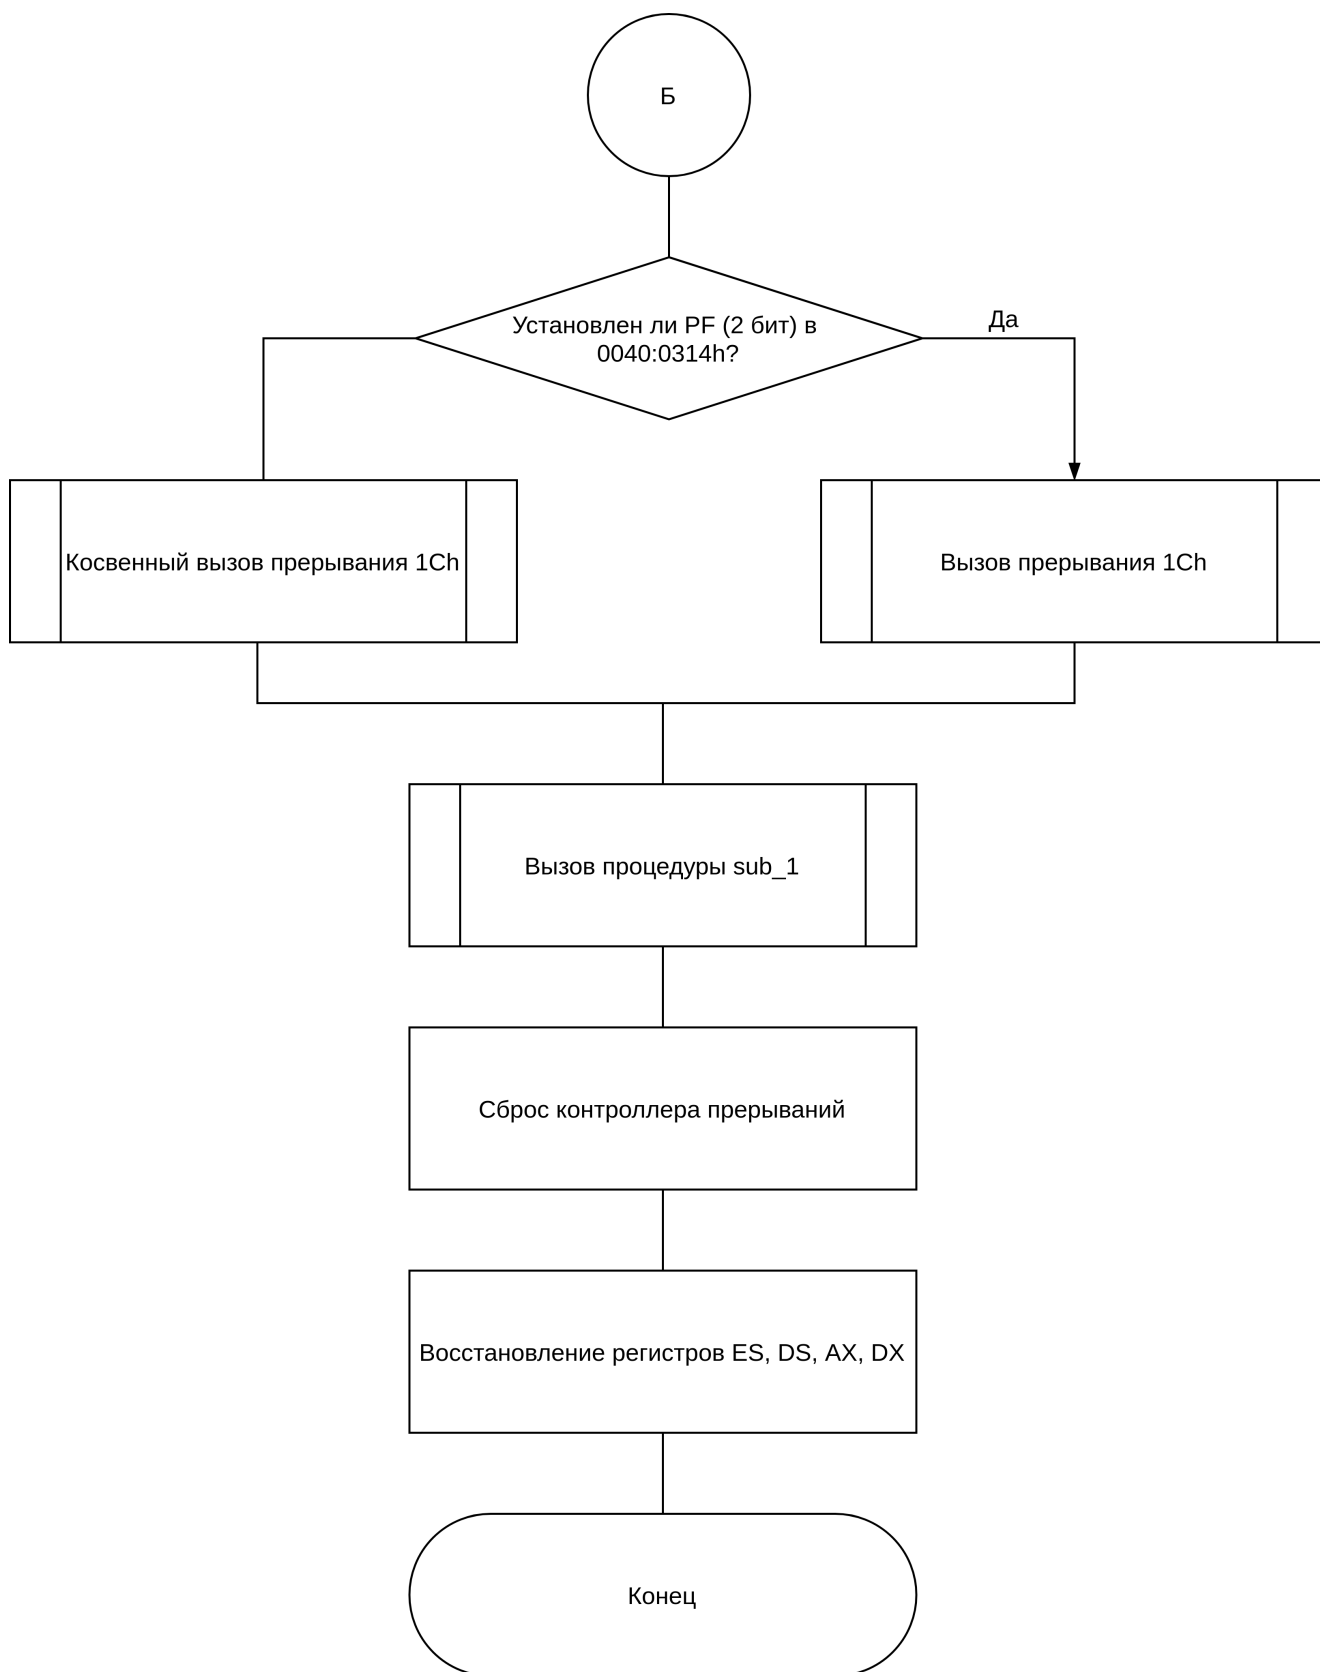 Б
Установлен ли PF (2 бит) в
0040:0314h?
Да
Косвенный вызов прерывания 1Ch
Вызов прерывания 1Ch
Вызов процедуры sub_1
Сброс контроллера прерываний
Восстановление регистров ES, DS, AX, DX
Конец